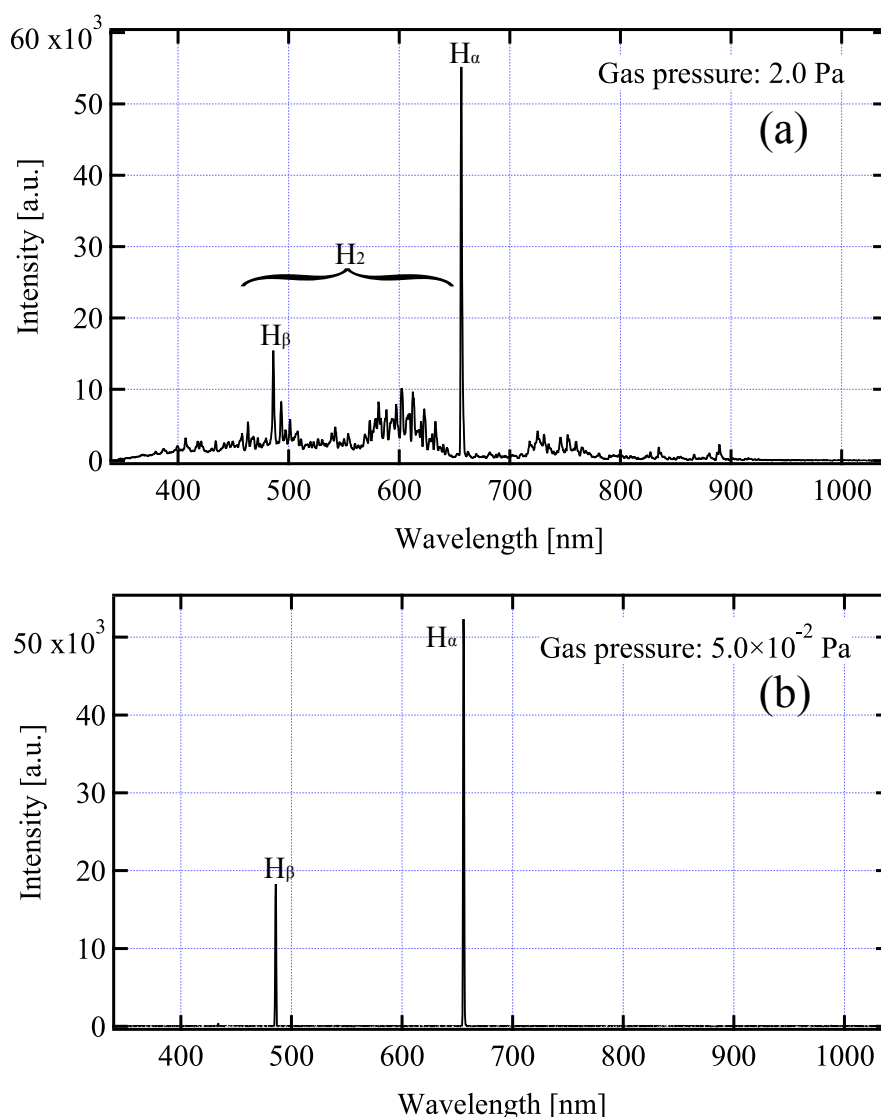 60 x10³
Hα
Gas pressure: 2.0 Pa
(a)
50
40
30
20
10
0
Intensity [a.u.]
H₂
Hβ
400 500 600 700 800 900 1000
Wavelength [nm]
50 x10³
Hα
Gas pressure: 5.0×10⁻² Pa
(b)
40
30
20
10
0
Intensity [a.u.]
Hβ
400 500 600 700 800 900 1000
Wavelength [nm]